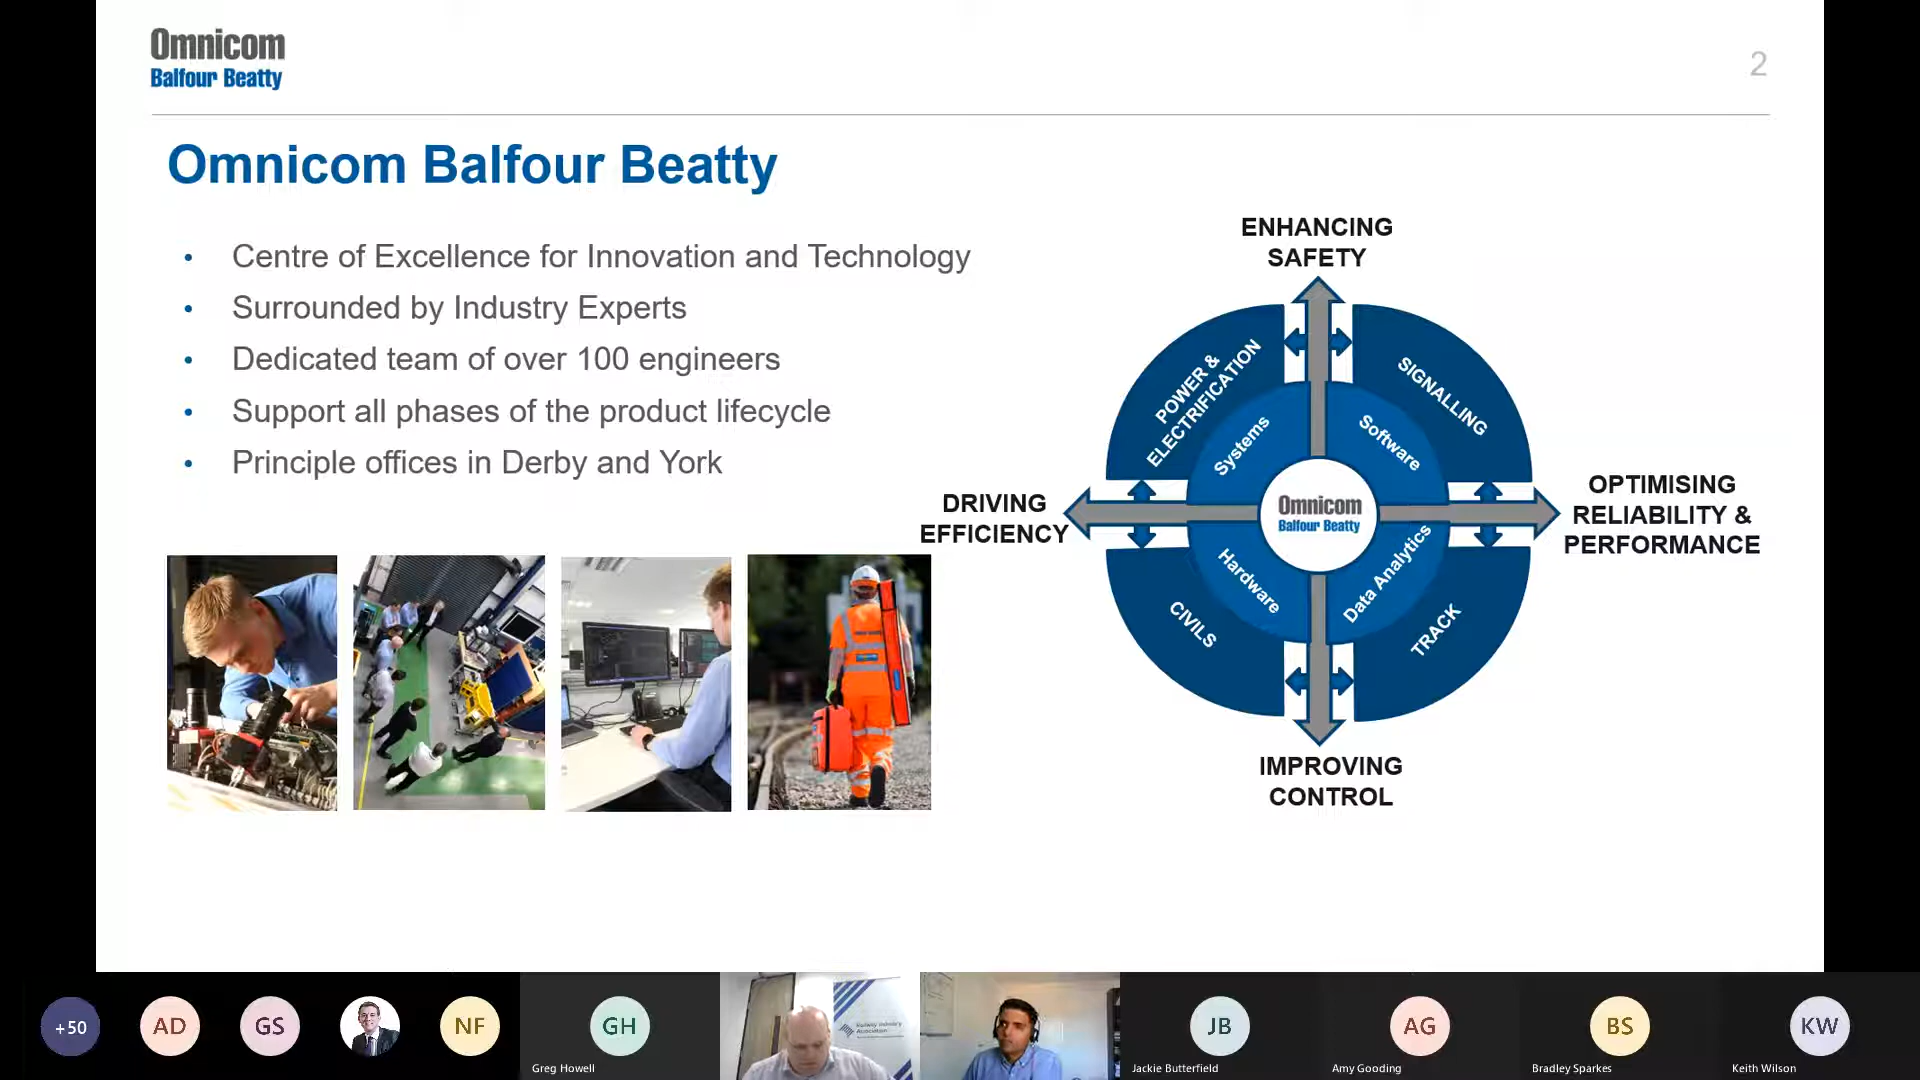 Omnicom
Balfour Beatty
2
Omnicom Balfour Beatty
• Centre of Excellence for Innovation and Technology
• Surrounded by Industry Experts
• Dedicated team of over 100 engineers
• Support all phases of the product lifecycle
• Principle offices in Derby and York
ENHANCING
SAFETY
POWER &
ELECTRIFICATION
SIGNALLING
Systems
Software
DRIVING
EFFICIENCY
Omnicom
Balfour Beatty
OPTIMISING
RELIABILITY &
PERFORMANCE
Hardware
Data Analytics
CIVILS
TRACK
IMPROVING
CONTROL
+50
AD
GS
NF
GH
Greg Howell
Railway Industry
Association
JB
Jackie Butterfield
AG
Amy Gooding
BS
Bradley Sparkes
KW
Keith Wilson